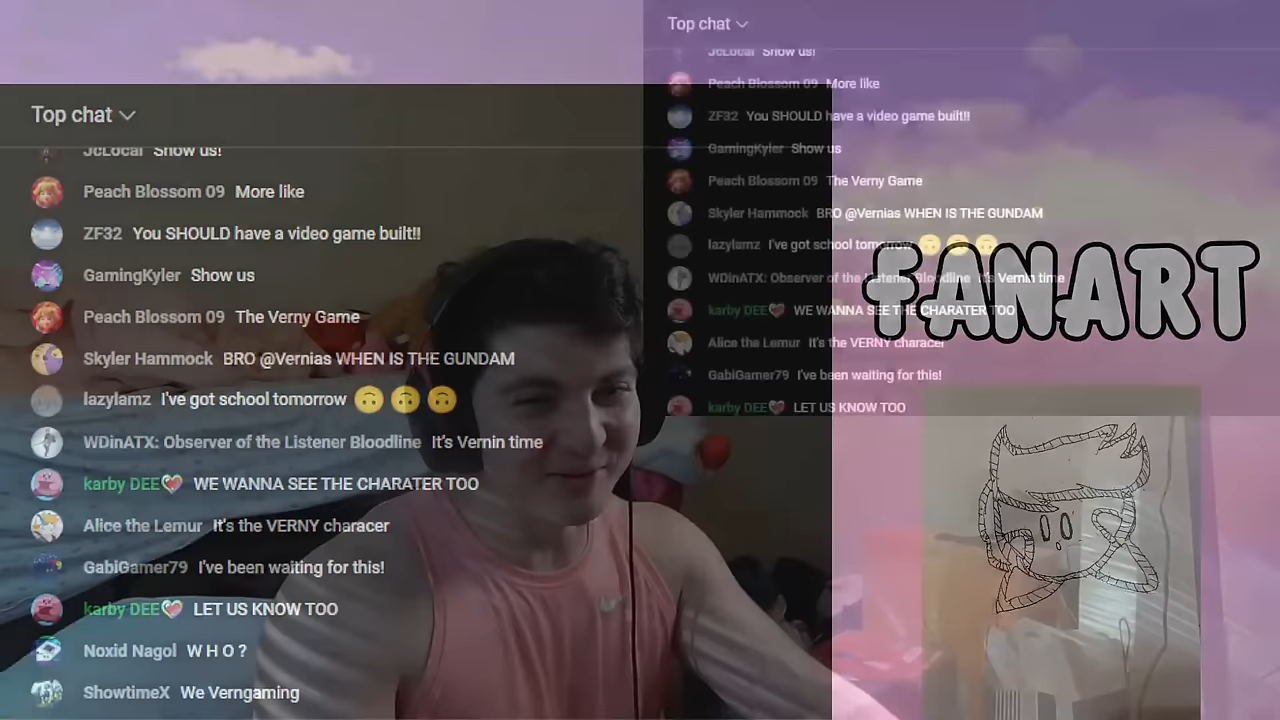 Top chat
JcLocal Show us!
Peach Blossom 09 More like
ZF32 You SHOULD have a video game built!!
GamingKyler Show us
Peach Blossom 09 The Verny Game
Skyler Hammock BRO @Vernias WHEN IS THE GUNDAM
lazylamz I've got school tomorrow 🙃 🙃 🙃
WDinATX: Observer of the Listener Bloodline It's Vernin time
karby DEE💝 WE WANNA SEE THE CHARATER TOO
Alice the Lemur It's the VERNY characer
GabiGamer79 I've been waiting for this!
karby DEE💝 LET US KNOW TOO
Noxid Nagol W H O ?
ShowtimeX We Verngaming
Top chat
JcLocal Show us!
Peach Blossom 09 More like
ZF32 You SHOULD have a video game built!!
GamingKyler Show us
Peach Blossom 09 The Verny Game
Skyler Hammock BRO @Vernias WHEN IS THE GUNDAM
lazylamz I've got school tomorrow 🙃 🙃 🙃
WDinATX: Observer of the Listener Bloodline It's Vernin time
karby DEE💝 WE WANNA SEE THE CHARATER TOO
Alice the Lemur It's the VERNY characer
GabiGamer79 I've been waiting for this!
karby DEE💝 LET US KNOW TOO
FANART